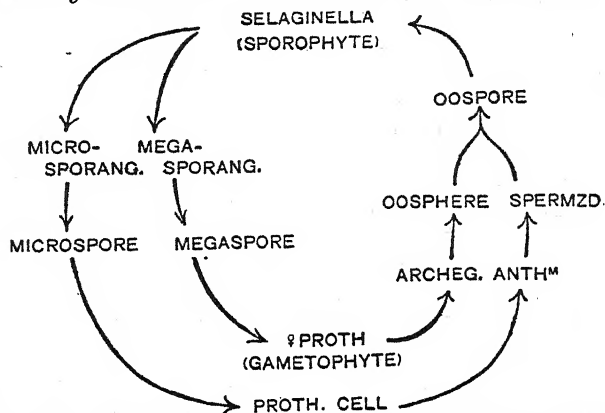 SELAGINELLA
(SPOROPHYTE)
OOSPORE
MICRO- MEGA-
SPORANG. SPORANG.
OOSPHERE SPERMZD.
MICROSPORE MEGASPORE
ARCHEG. ANTHᴹ
♀ PROTH
(GAMETOPHYTE)
PROTH. CELL